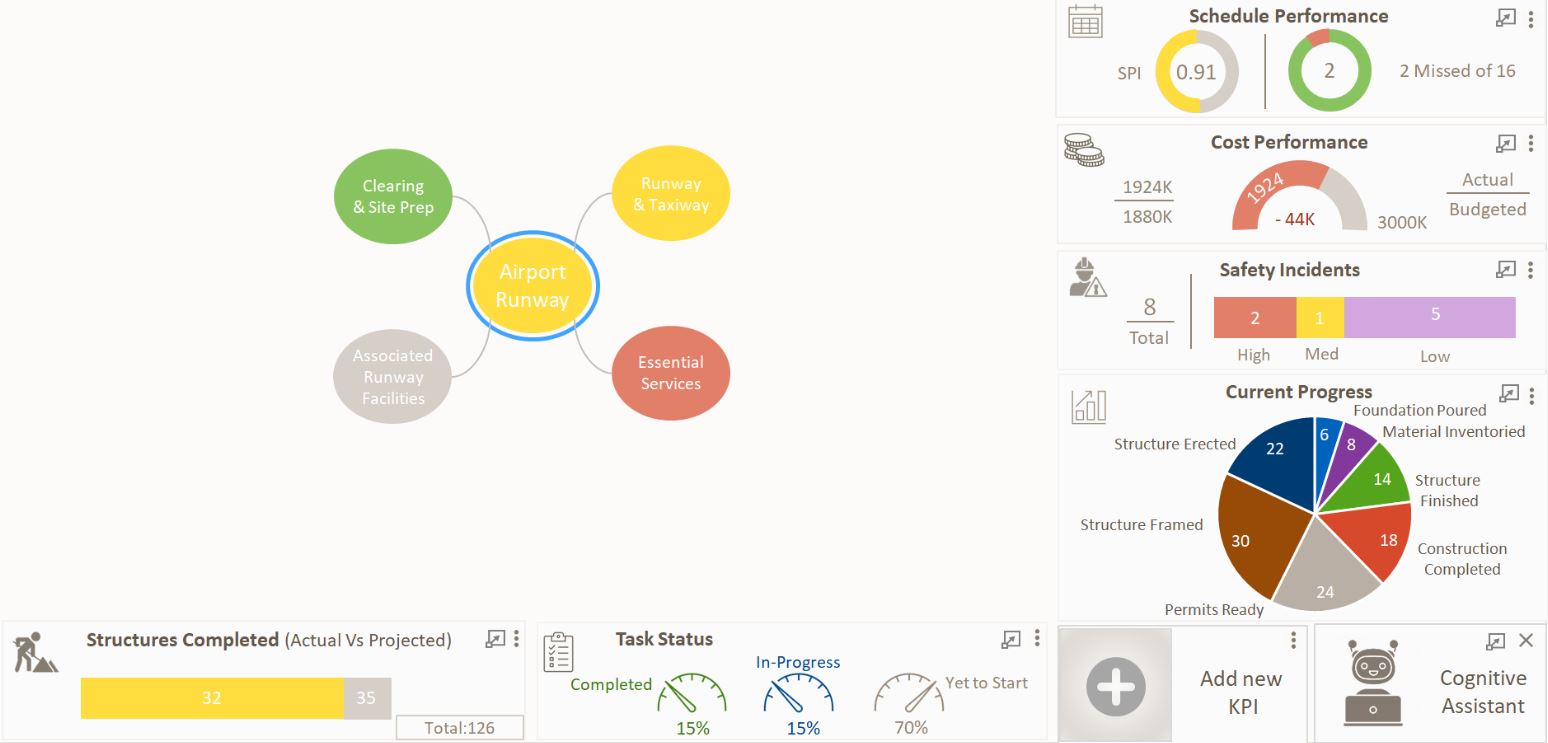 Clearing
& Site Prep
Runway
& Taxiway
Airport
Runway
Associated
Runway
Facilities
Essential
Services
Schedule Performance
SPI
0.91
2
2 Missed of 16
Cost Performance
1924K
1880K
1924
- 44K
3000K
Actual
Budgeted
Safety Incidents
8
Total
2
1
5
High
Med
Low
Current Progress
Foundation Poured
Material Inventoried
Structure Erected
22
6
8
14
Structure
Finished
Structure Framed
30
18
Construction
Completed
24
Permits Ready
Structures Completed (Actual Vs Projected)
32
35
Total:126
Task Status
Completed
15%
In-Progress
15%
Yet to Start
70%
Add new
KPI
Cognitive
Assistant